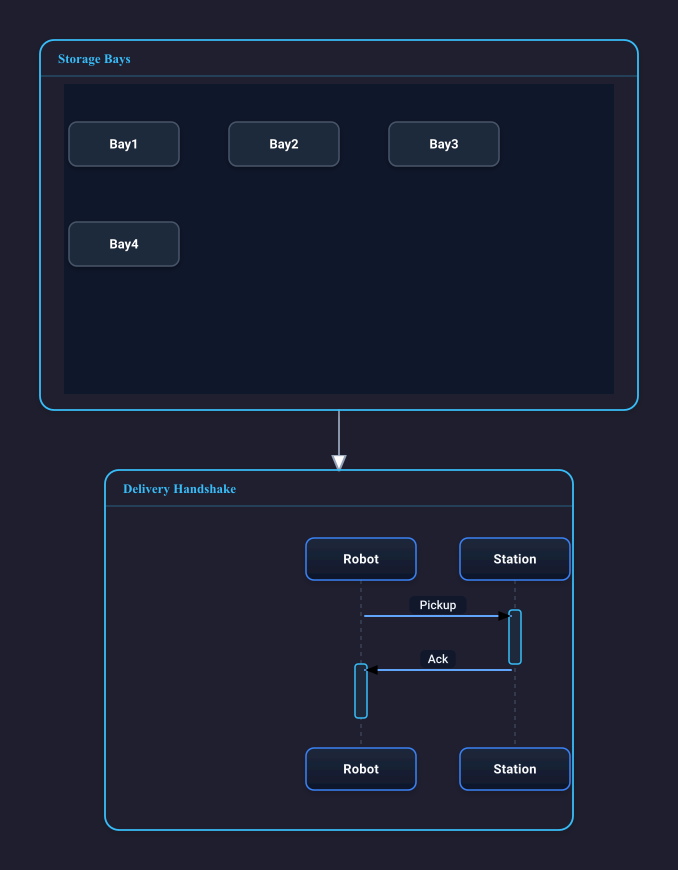 Storage Bays
Bay1
Bay2
Bay3
Bay4
Delivery Handshake
Robot
Station
Pickup
Ack
Robot
Station